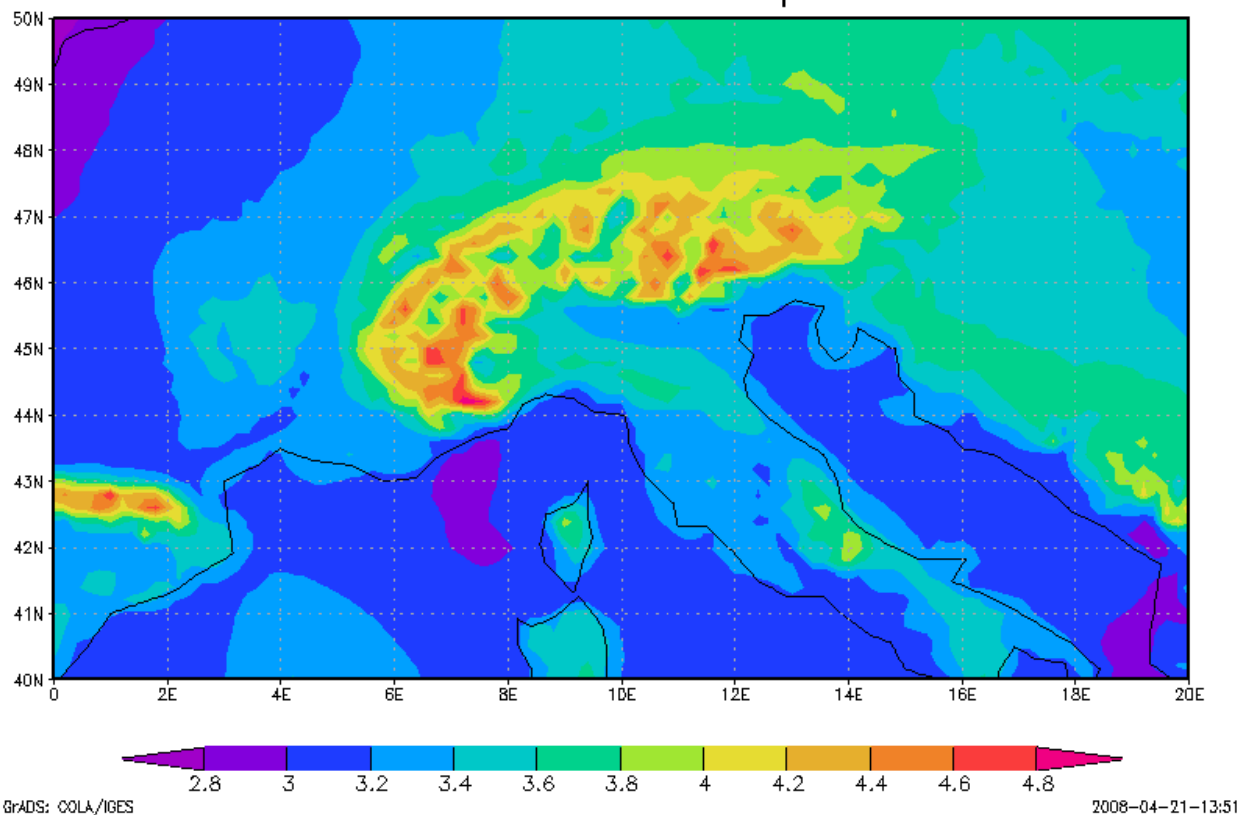 50N
49N
48N
47N
46N
45N
44N
43N
42N
41N
40N
0 2E 4E 6E 8E 10E 12E 14E 16E 18E 20E
2.8 3 3.2 3.4 3.6 3.8 4 4.2 4.4 4.6 4.8
GrADS: COLA/IGES 2008-04-21-13:51